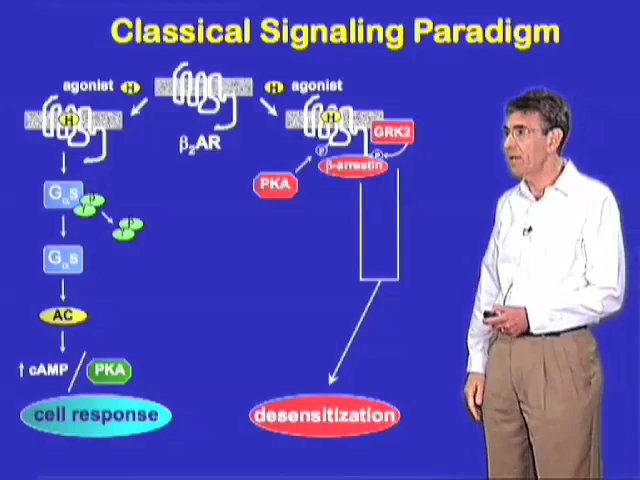 Classical Signaling Paradigm
agonist H
H agonist
H
H
GRK2
β₂AR
P
P
β-arrestin
PKA
Gαs
β
γ
β
γ
Gαs
AC
↑ cAMP / PKA
cell response
desensitization